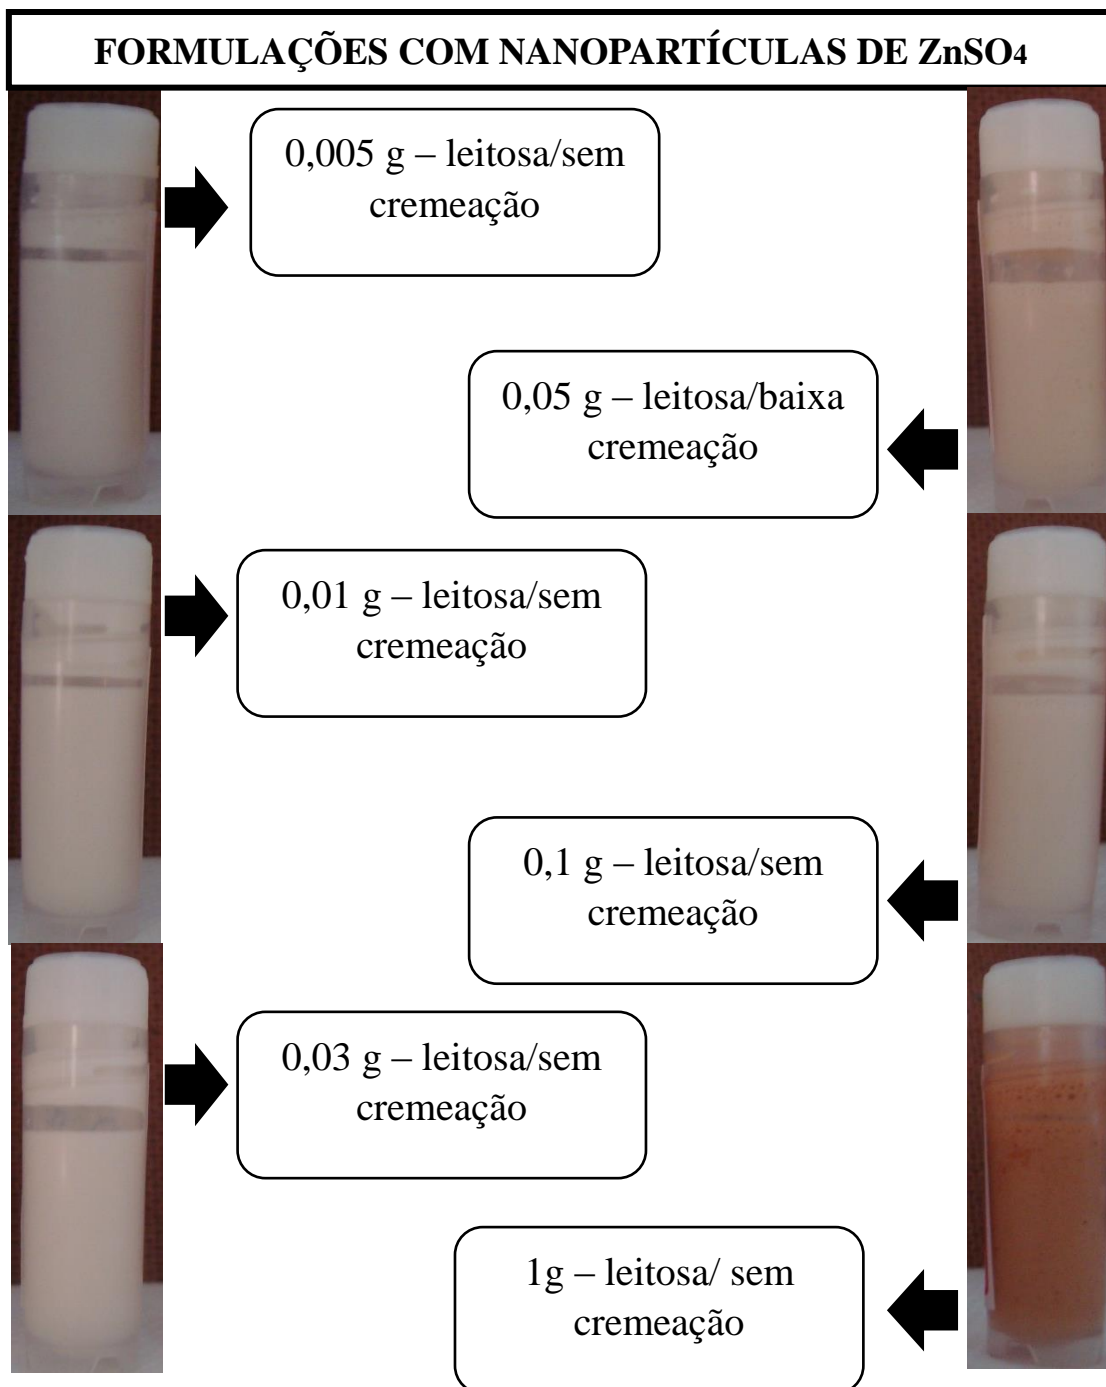 FORMULAÇÕES COM NANOPARTÍCULAS DE ZnSO4
0,005 g – leitosa/sem
cremeação
0,05 g – leitosa/baixa
cremeação
0,01 g – leitosa/sem
cremeação
0,1 g – leitosa/sem
cremeação
0,03 g – leitosa/sem
cremeação
1g – leitosa/ sem
cremeação